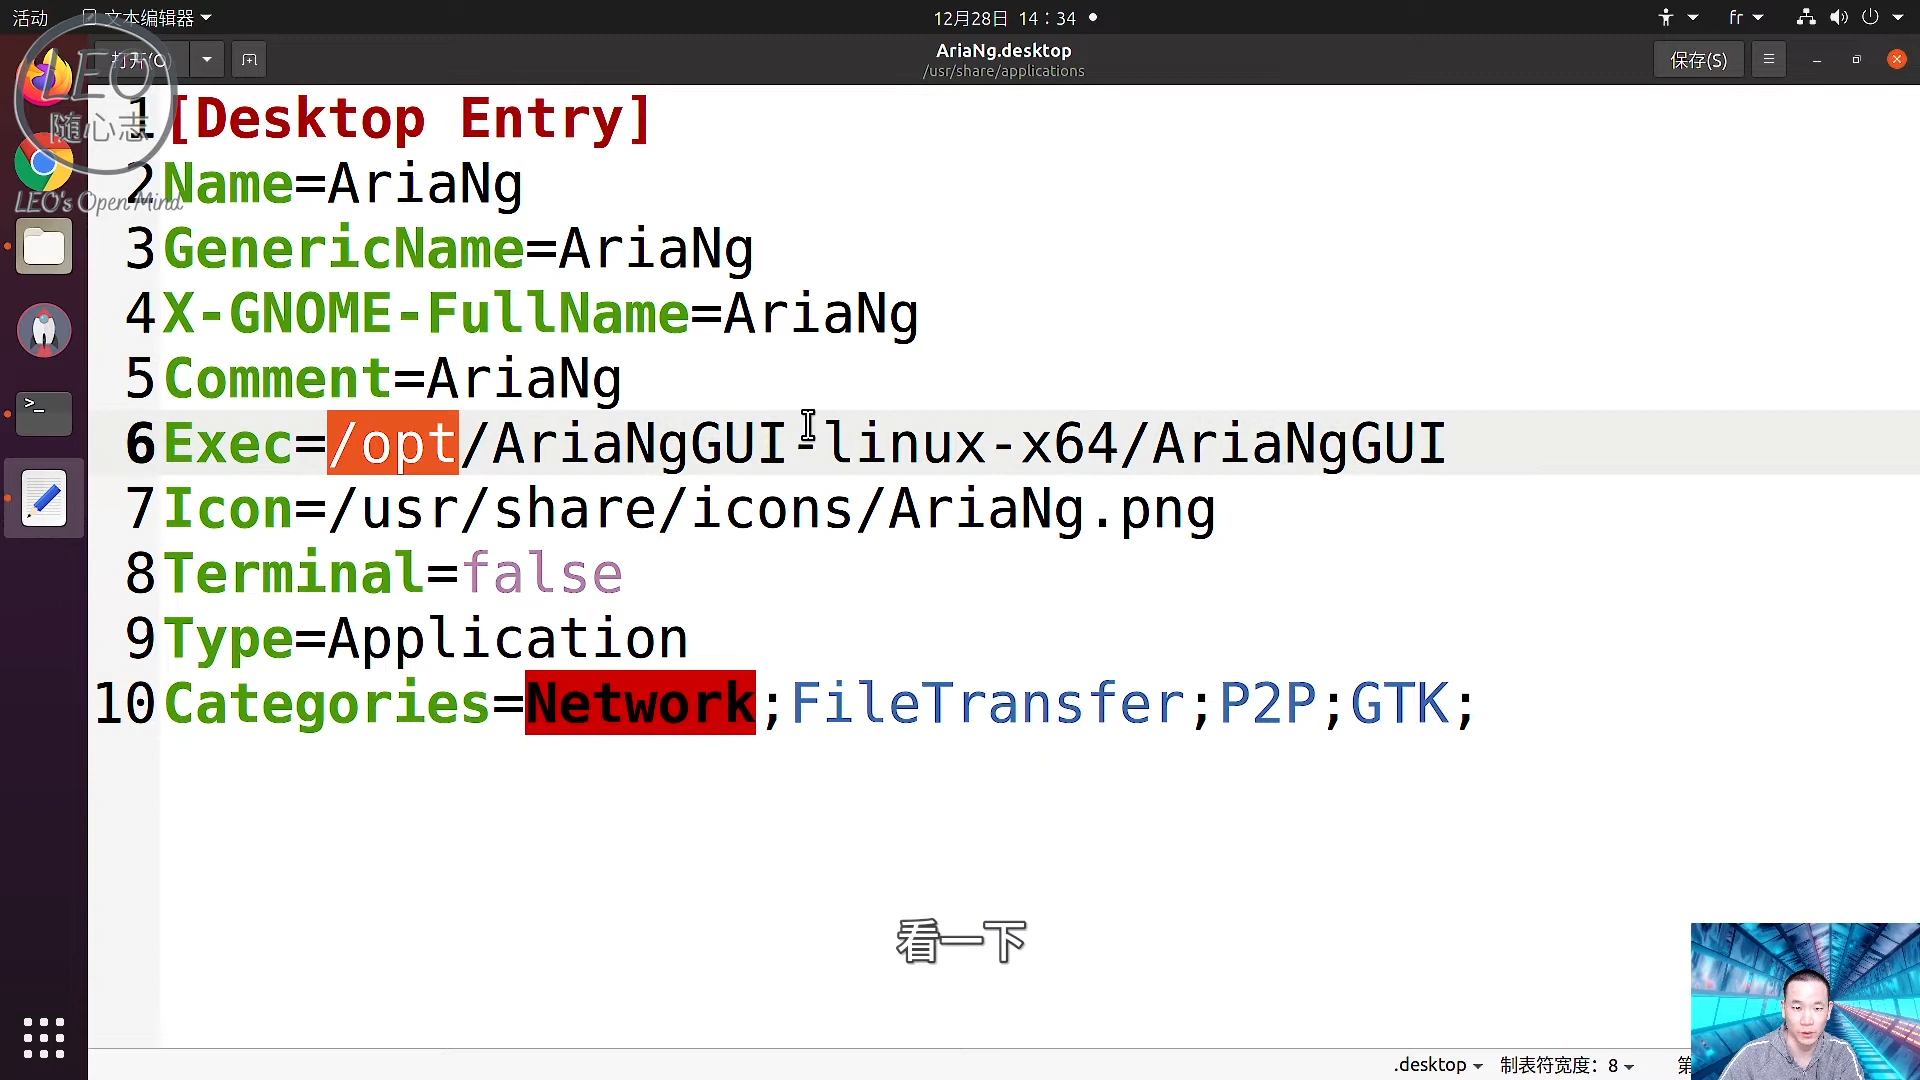 活动
文本编辑器
12月28日 14：34
fr
打开(O)
AriaNg.desktop
/usr/share/applications
保存(S)
LEO
随心志
LEO's Open Mind
1 [Desktop Entry]
2 Name=AriaNg
3 GenericName=AriaNg
4 X-GNOME-FullName=AriaNg
5 Comment=AriaNg
6 Exec=/opt/AriaNgGUI-linux-x64/AriaNgGUI
7 Icon=/usr/share/icons/AriaNg.png
8 Terminal=false
9 Type=Application
10 Categories=Network;FileTransfer;P2P;GTK;
看一下
.desktop
制表符宽度：8
第